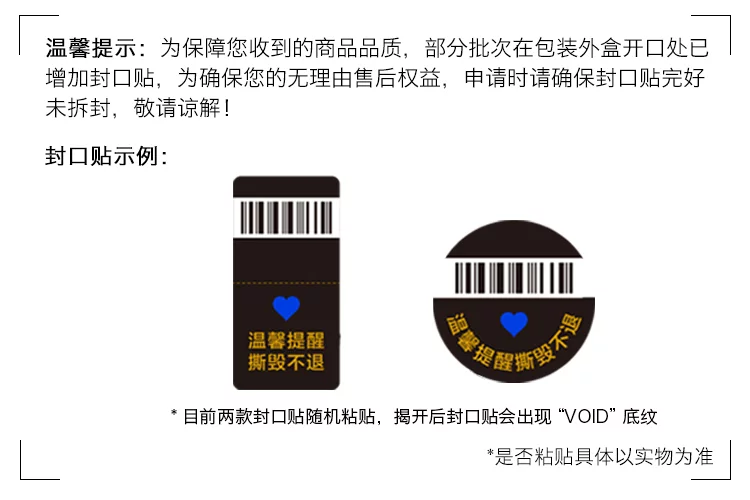 温馨提示：为保障您收到的商品品质，部分批次在包装外盒开口处已
增加封口贴，为确保您的无理由售后权益，申请时请确保封口贴完好
未拆封，敬请谅解！
封口贴示例：
温馨提醒
撕毁不退
温馨提醒撕毁不退
* 目前两款封口贴随机粘贴，揭开后封口贴会出现 “VOID” 底纹
*是否粘贴具体以实物为准